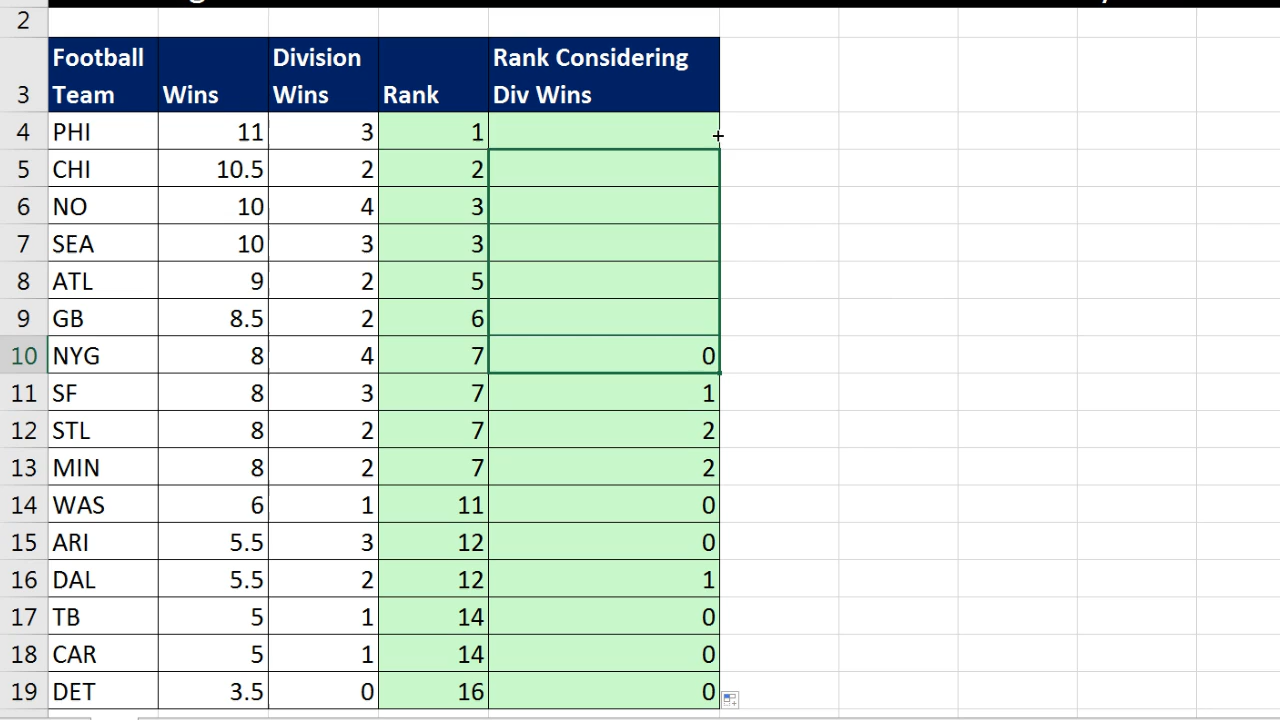 2
Football Division Rank Considering
3 Team Wins Wins Rank Div Wins
4 PHI 11 3 1
5 CHI 10.5 2 2
6 NO 10 4 3
7 SEA 10 3 3
8 ATL 9 2 5
9 GB 8.5 2 6
10 NYG 8 4 7 0
11 SF 8 3 7 1
12 STL 8 2 7 2
13 MIN 8 2 7 2
14 WAS 6 1 11 0
15 ARI 5.5 3 12 0
16 DAL 5.5 2 12 1
17 TB 5 1 14 0
18 CAR 5 1 14 0
19 DET 3.5 0 16 0